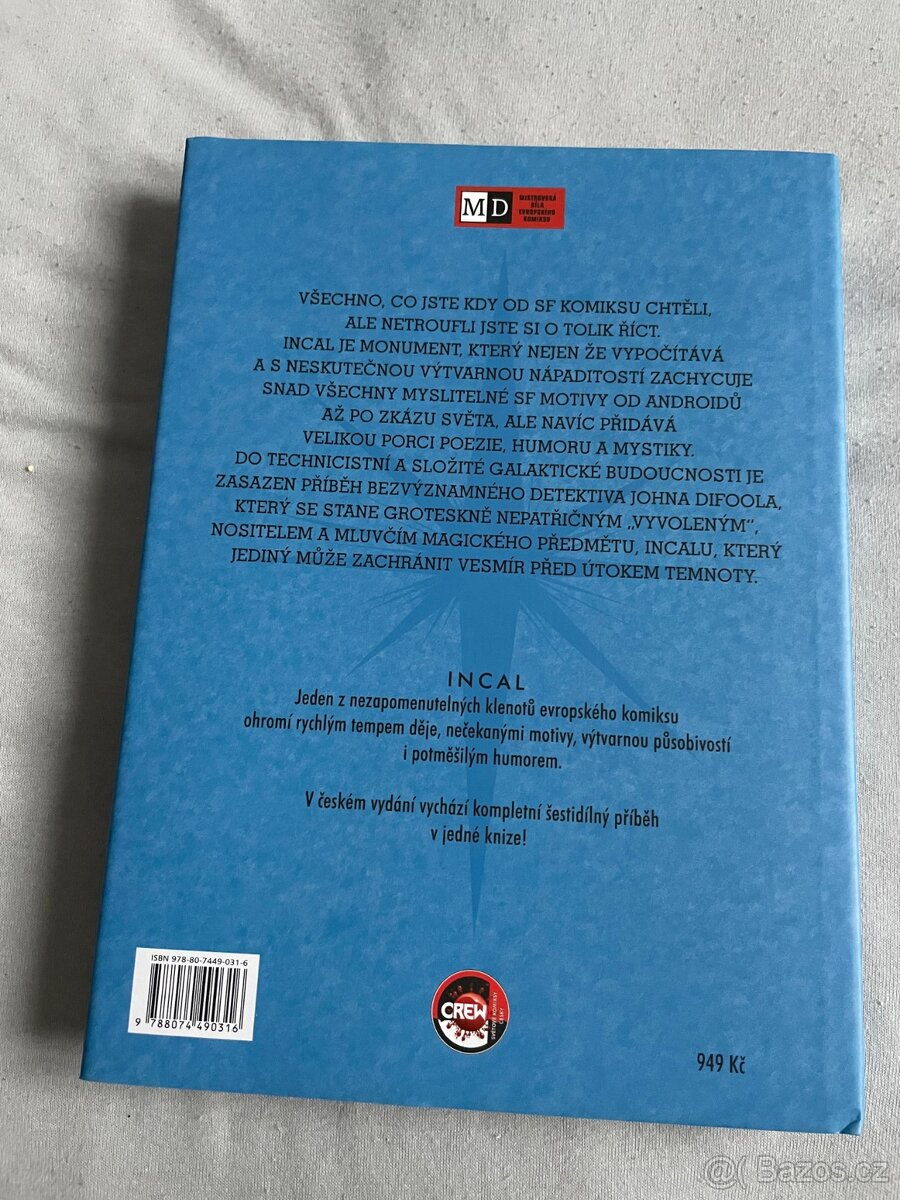 MD
MISTROVSKÁ
DÍLA
EVROPSKÉHO
KOMIKSU
VŠECHNO, CO JSTE KDY OD SF KOMIKSU CHTĚLI,
ALE NETROUFLI JSTE SI O TOLIK ŘÍCT.
INCAL JE MONUMENT, KTERÝ NEJEN ŽE VYPOČÍTÁVÁ
A S NESKUTEČNOU VÝTVARNOU NÁPADITOSTÍ ZACHYCUJE
SNAD VŠECHNY MYSLITELNÉ SF MOTIVY OD ANDROIDŮ
AŽ PO ZKÁZU SVĚTA, ALE NAVÍC PŘIDÁVÁ
VELIKOU PORCI POEZIE, HUMORU A MYSTIKY.
DO TECHNICISTNÍ A SLOŽITÉ GALAKTICKÉ BUDOUCNOSTI JE
ZASAZEN PŘÍBĚH BEZVÝZNAMNÉHO DETEKTIVA JOHNA DIFOOLA,
KTERÝ SE STANE GROTESKNĚ NEPATŘIČNÝM „VYVOLENÝM“,
NOSITELEM A MLUVČÍM MAGICKÉHO PŘEDMĚTU, INCALU, KTERÝ
JEDINÝ MŮŽE ZACHRÁNIT VESMÍR PŘED ÚTOKEM TEMNOTY.
INCAL
Jeden z nezapomenutelných klenotů evropského komiksu
ohromí rychlým tempem děje, nečekanými motivy, výtvarnou působivostí
i potměšilým humorem.
V českém vydání vychází kompletní šestidílný příběh
v jedné knize!
ISBN 978-80-7449-031-6
9 788074 490316
CREW
SVĚTOVÉ KOMIKSY
ČESKY
949 Kč
@( Bazos.cz